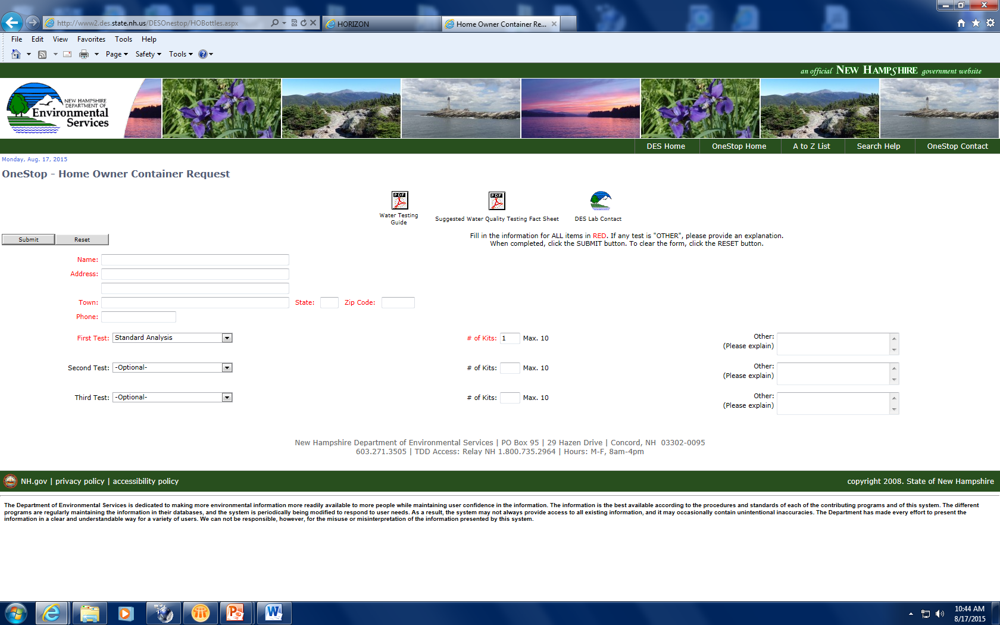 http://www2.des.state.nh.us/DESOnestop/HOBottles.aspx
HORIZON
Home Owner Container Re...
File Edit View Favorites Tools Help
Page Safety Tools
an official NEW HAMPSHIRE government website
NEW HAMPSHIRE
DEPARTMENT OF
Environmental
Services
DES Home OneStop Home A to Z List Search Help OneStop Contact
Monday, Aug. 17, 2015
OneStop - Home Owner Container Request
PDF PDF
Water Testing
Guide
Suggested Water Quality Testing Fact Sheet
DES Lab Contact
Submit Reset
Fill in the information for ALL items in RED. If any test is "OTHER", please provide an explanation.
When completed, click the SUBMIT button. To clear the form, click the RESET button.
Name:
Address:
Town: State: Zip Code:
Phone:
First Test: Standard Analysis # of Kits: 1 Max. 10 Other:
(Please explain)
Second Test: -Optional- # of Kits: Max. 10 Other:
(Please explain)
Third Test: -Optional- # of Kits: Max. 10 Other:
(Please explain)
New Hampshire Department of Environmental Services | PO Box 95 | 29 Hazen Drive | Concord, NH 03302-0095
603.271.3505 | TDD Access: Relay NH 1.800.735.2964 | Hours: M-F, 8am-4pm
NH.gov | privacy policy | accessibility policy
copyright 2008. State of New Hampshire
The Department of Environmental Services is dedicated to making more environmental information more readily available to more people while maintaining user confidence in the information. The information is the best available according to the procedures and standards of each of the contributing programs and of this system. The different
programs are regularly maintaining the information in their databases, and the system is periodically being modified to respond to user needs. As a result, the system may not always provide access to all existing information, and it may occasionally contain unintentional inaccuracies. The Department has made every effort to present the
information in a clear and understandable way for a variety of users. We can not be responsible, however, for the misuse or misinterpretation of the information presented by this system.
10:44 AM
8/17/2015